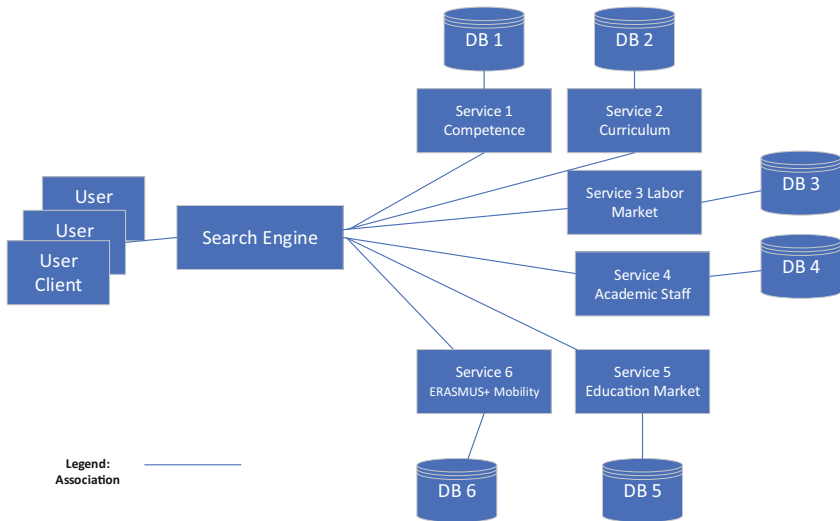 DB 1
DB 2
Service 1
Competence
Service 2
Curriculum
Service 3 Labor
Market
DB 3
User
User
User
Client
Search Engine
Service 4
Academic Staff
DB 4
Service 6
ERASMUS+ Mobility
Service 5
Education Market
Legend:
Association
DB 6
DB 5